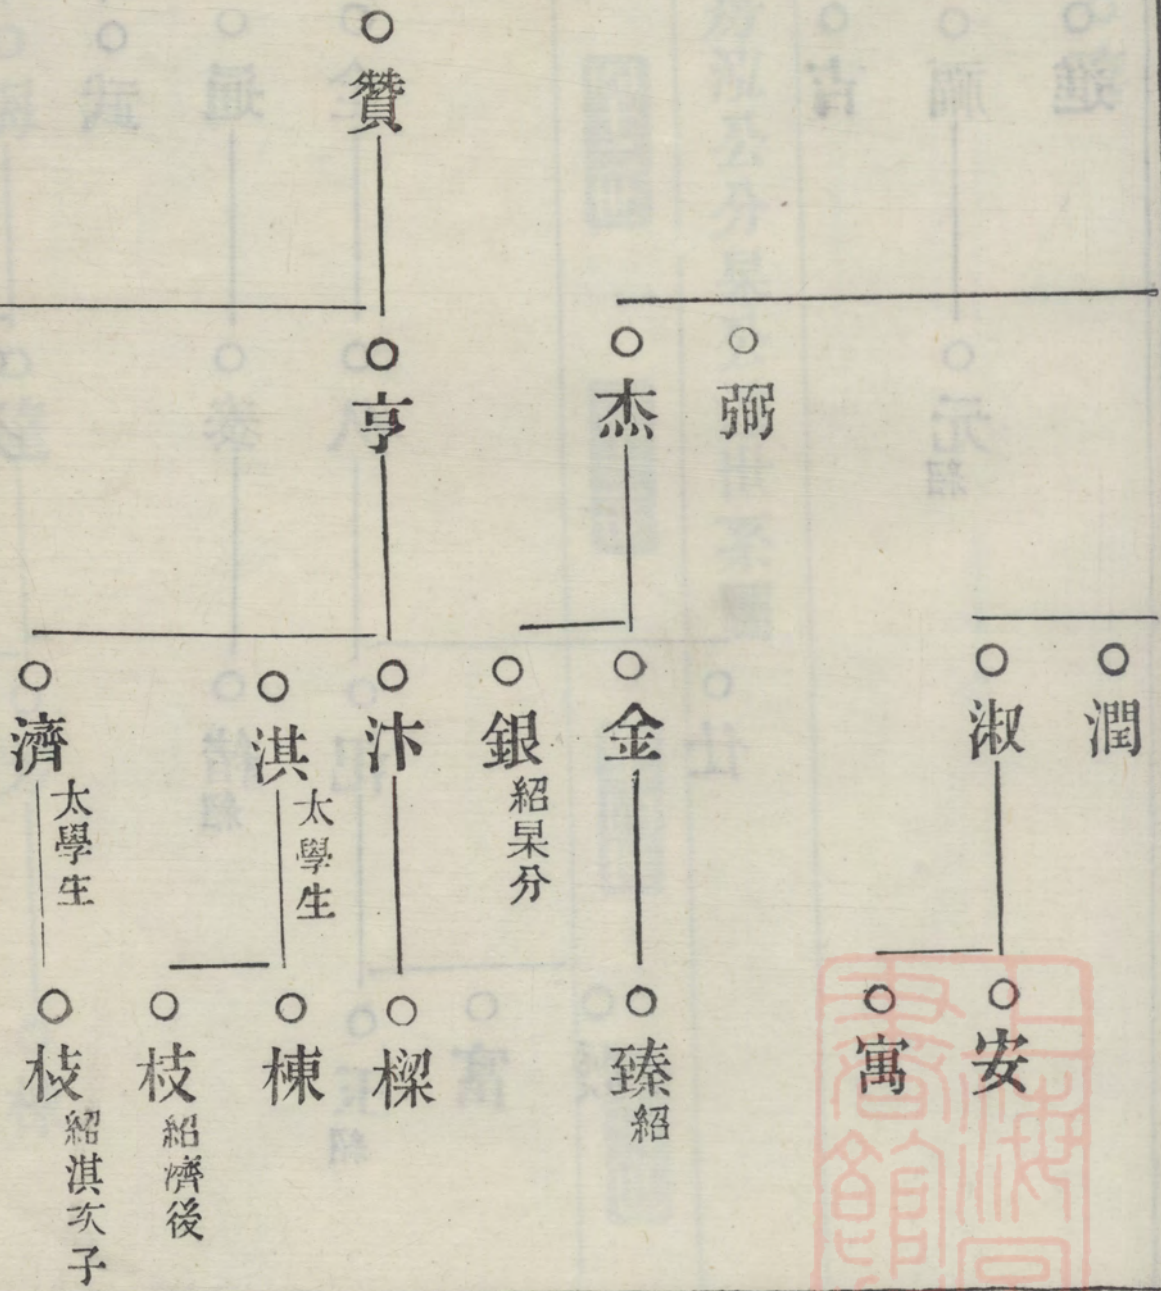 ○贊
○弼
○杰
○亨
○潤
○淑
○金
○銀 紹杲分
○汴
○淇 太學生
○濟 太學生
○安
○寓
○臻 紹
○樑
○棟
○枝 紹濟後
○枝 紹淇次子